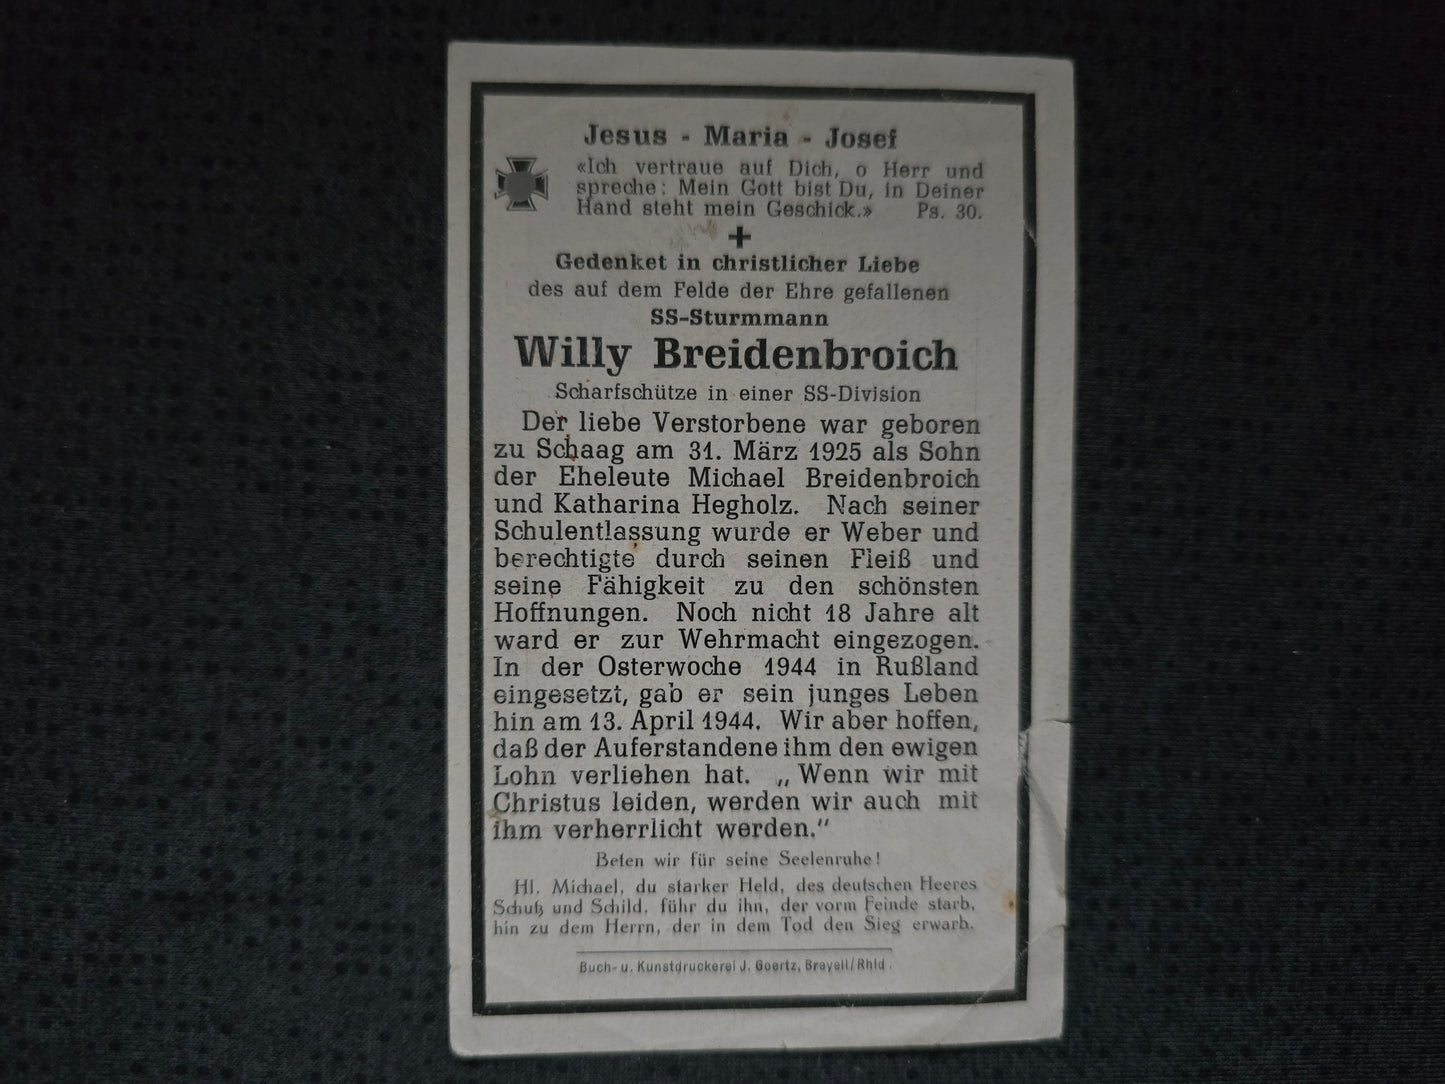 Jesus - Maria - Josef
«Ich vertraue auf Dich, o Herr und
spreche: Mein Gott bist Du, in Deiner
Hand steht mein Geschick.» Ps. 30.
Gedenket in christlicher Liebe
des auf dem Felde der Ehre gefallenen
SS-Sturmmann
Willy Breidenbroich
Scharfschütze in einer SS-Division
Der liebe Verstorbene war geboren
zu Schaag am 31. März 1925 als Sohn
der Eheleute Michael Breidenbroich
und Katharina Hegholz. Nach seiner
Schulentlassung wurde er Weber und
berechtigte durch seinen Fleiß und
seine Fähigkeit zu den schönsten
Hoffnungen. Noch nicht 18 Jahre alt
ward er zur Wehrmacht eingezogen.
In der Osterwoche 1944 in Rußland
eingesetzt, gab er sein junges Leben
hin am 13. April 1944. Wir aber hoffen,
daß der Auferstandene ihm den ewigen
Lohn verliehen hat. „Wenn wir mit
Christus leiden, werden wir auch mit
ihm verherrlicht werden.“
Beten wir für seine Seelenruhe!
Hl. Michael, du starker Held, des deutschen Heeres
Schutz und Schild, führ du ihn, der vorm Feinde starb,
hin zu dem Herrn, der in dem Tod den Sieg erwarb.
Buch- u. Kunstdruckerei J. Goertz, Breyell/Rhld.